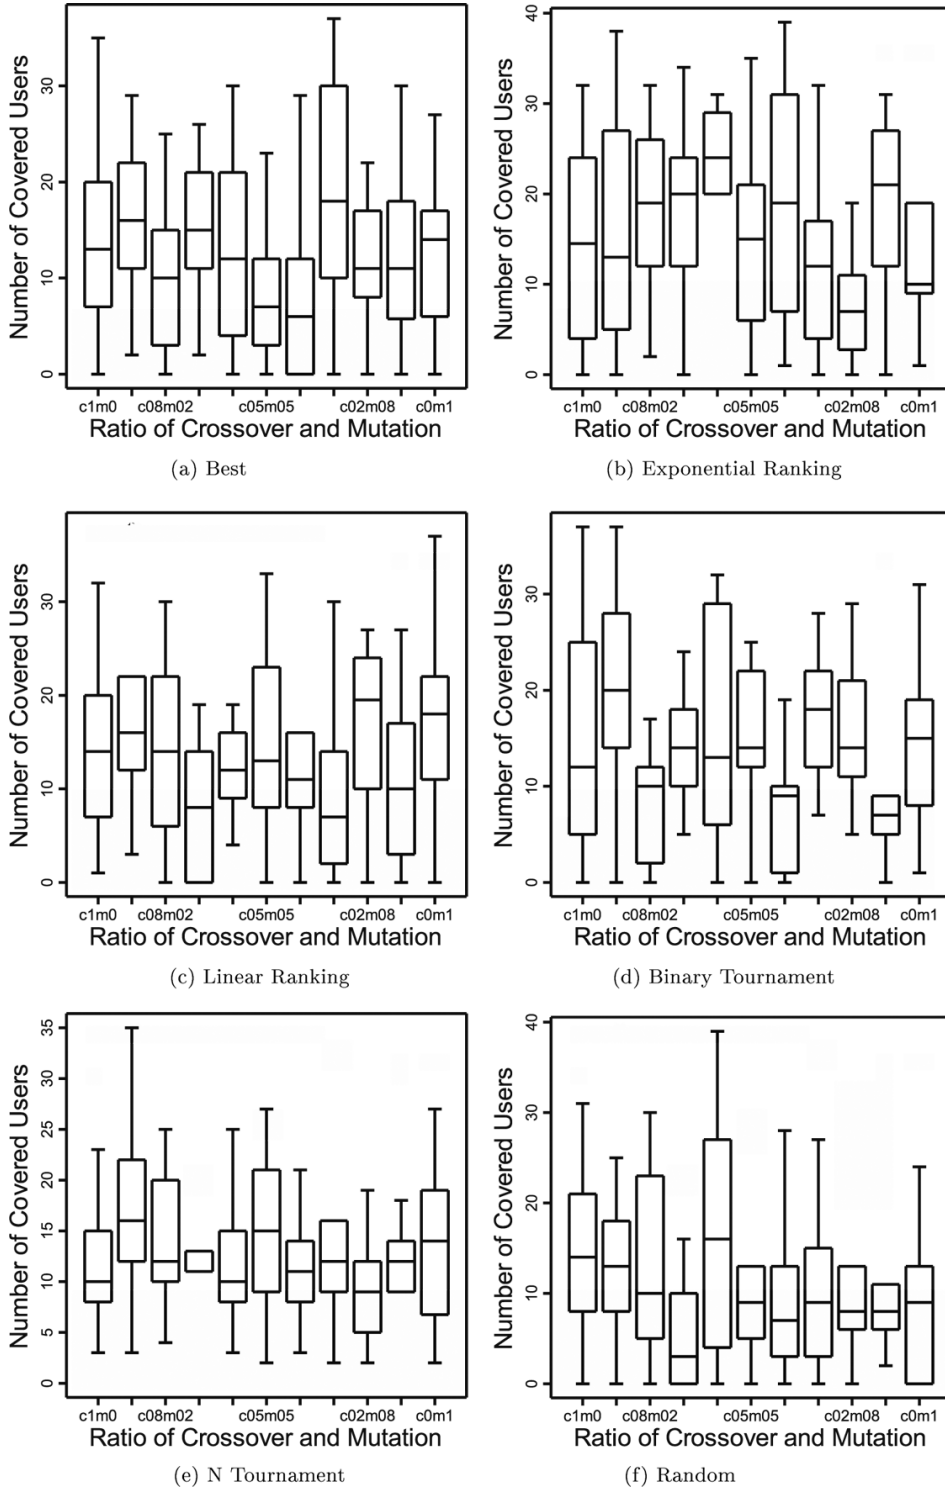 Number of Covered Users
30
20
10
0
c1m0 c08m02 c05m05 c02m08 c0m1
Ratio of Crossover and Mutation
(a) Best
Number of Covered Users
40
30
20
10
0
c1m0 c08m02 c05m05 c02m08 c0m1
Ratio of Crossover and Mutation
(b) Exponential Ranking
Number of Covered Users
30
20
10
0
c1m0 c08m02 c05m05 c02m08 c0m1
Ratio of Crossover and Mutation
(c) Linear Ranking
Number of Covered Users
30
20
10
0
c1m0 c08m02 c05m05 c02m08 c0m1
Ratio of Crossover and Mutation
(d) Binary Tournament
Number of Covered Users
35
30
25
20
15
10
5
0
c1m0 c08m02 c05m05 c02m08 c0m1
Ratio of Crossover and Mutation
(e) N Tournament
Number of Covered Users
40
30
20
10
0
c1m0 c08m02 c05m05 c02m08 c0m1
Ratio of Crossover and Mutation
(f) Random